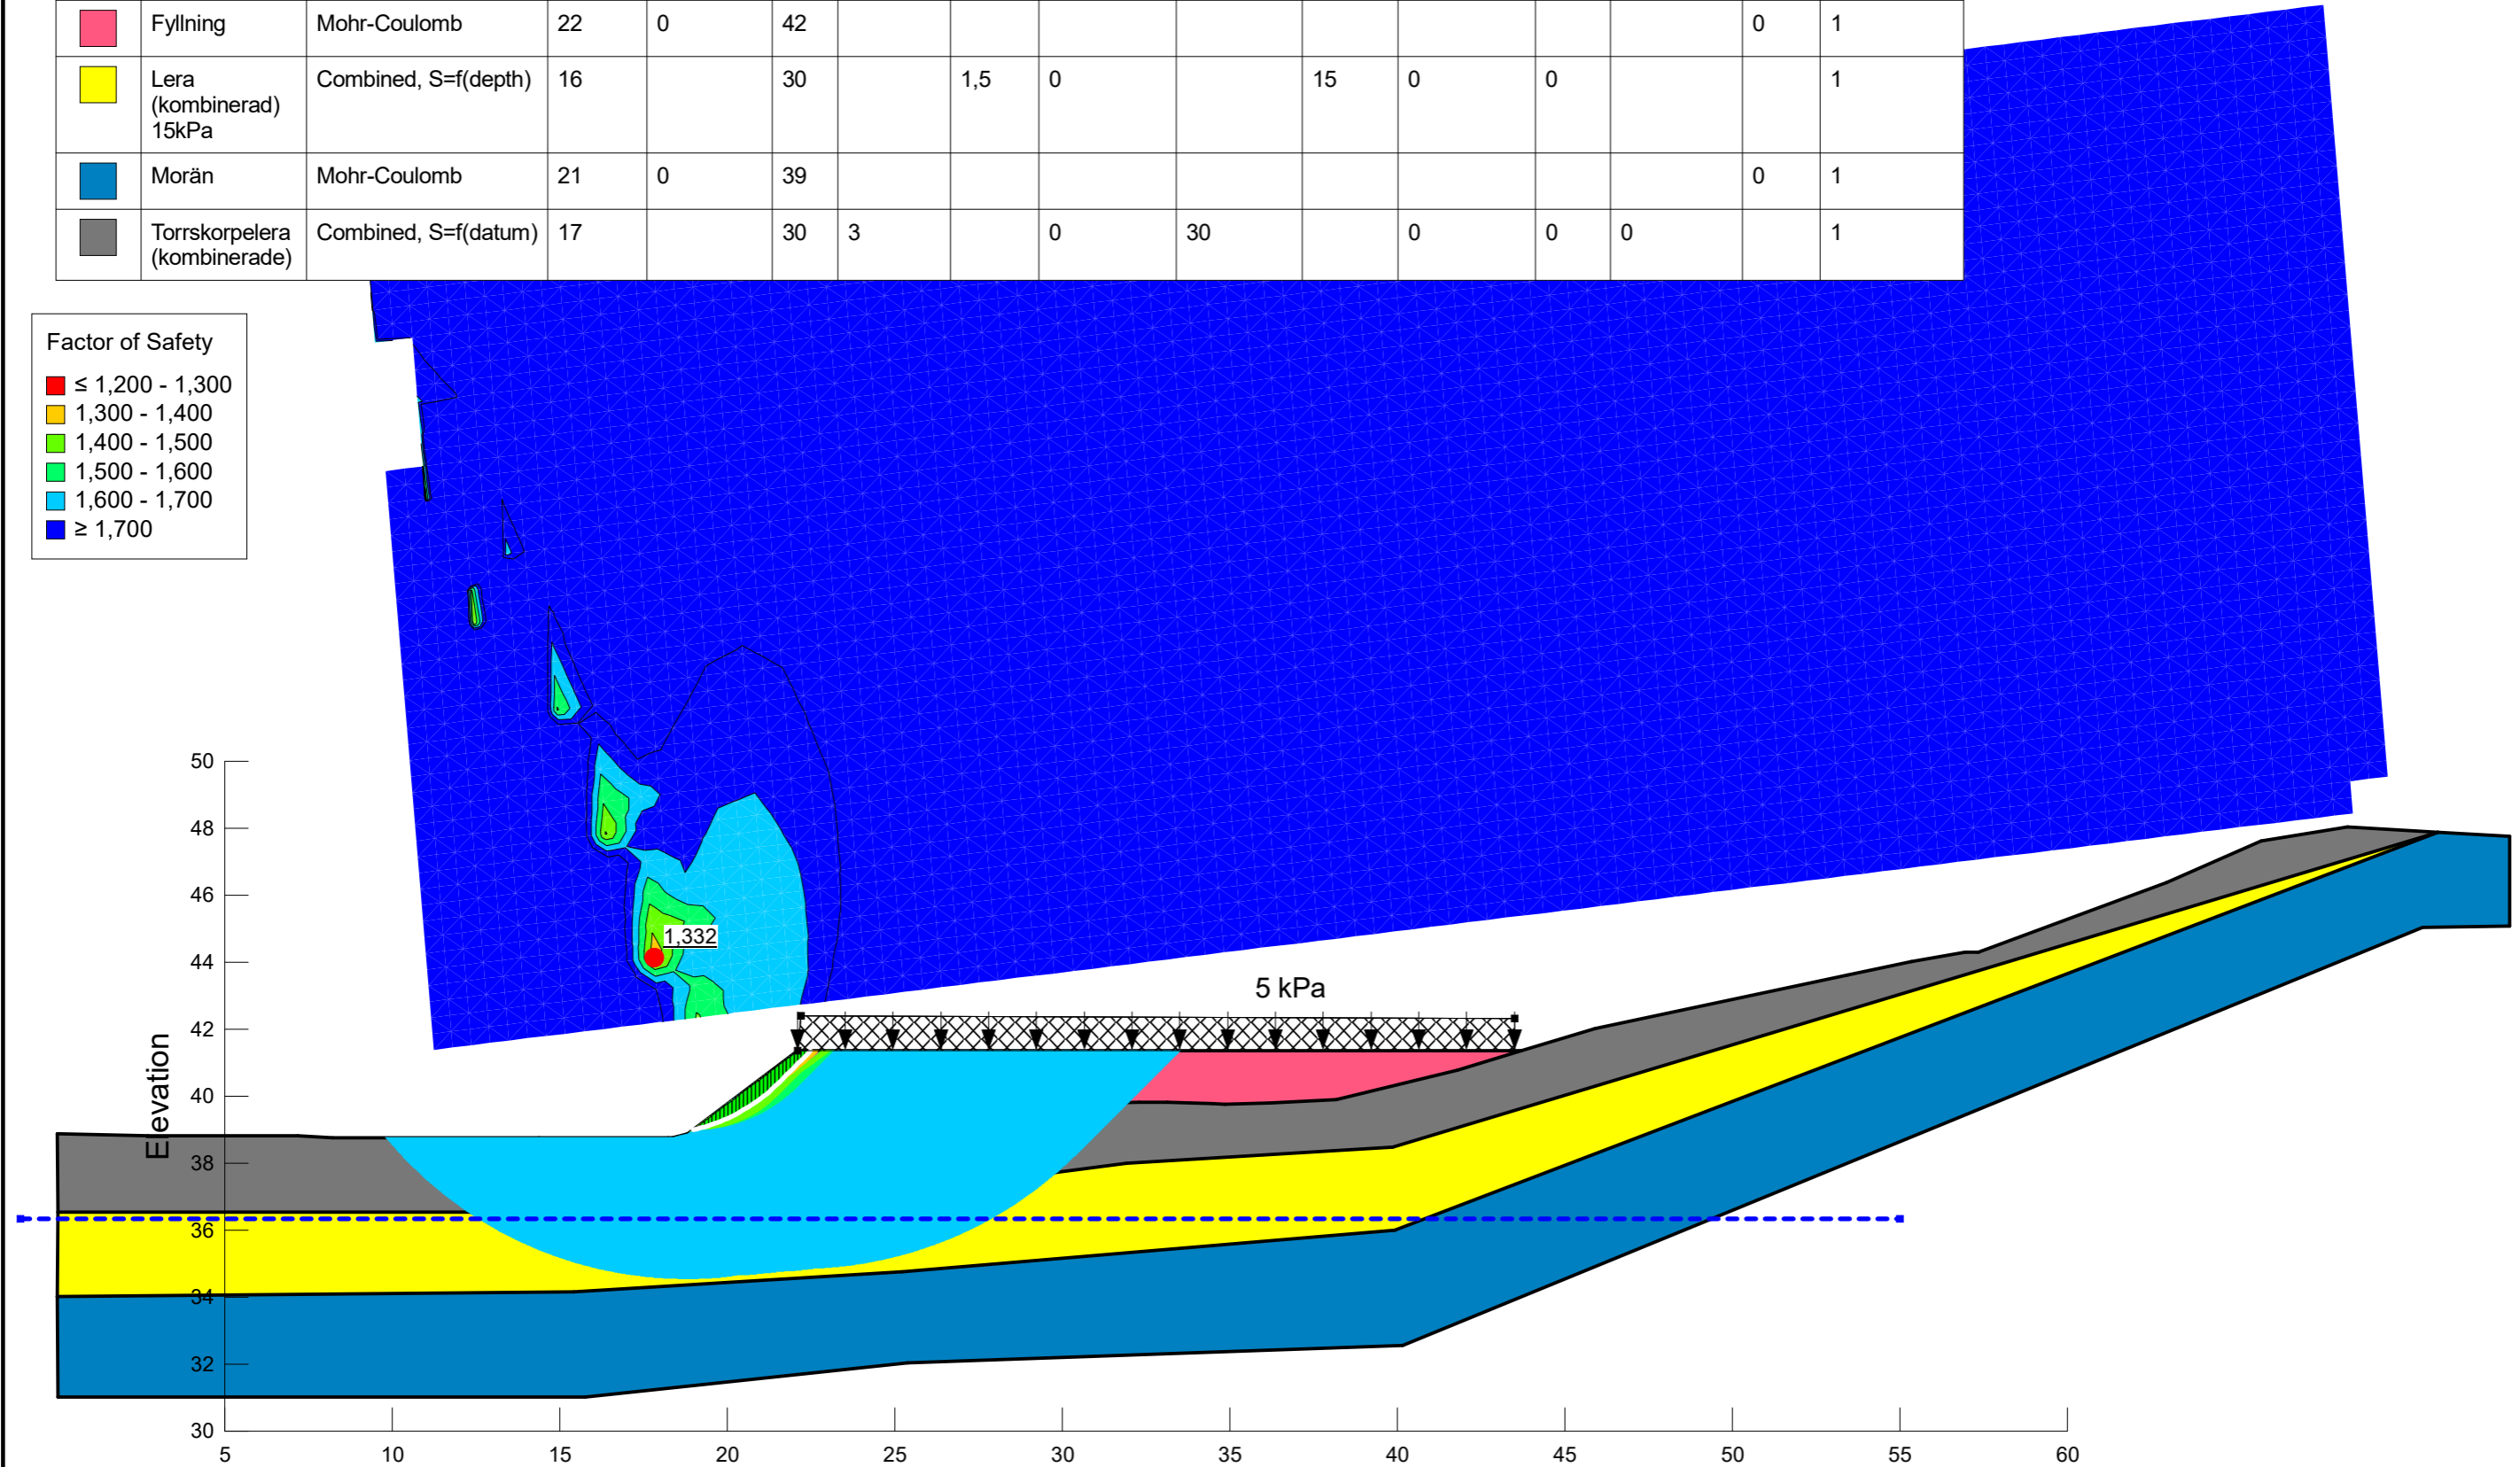 Fyllning Mohr-Coulomb 22 0 42 0 1
Lera (kombinerad) 15kPa Combined, S=f(depth) 16 30 1,5 0 15 0 0 1
Morän Mohr-Coulomb 21 0 39 0 1
Torrskorpelera (kombinerade) Combined, S=f(datum) 17 30 3 0 30 0 0 0 1
Factor of Safety
≤ 1,200 - 1,300
1,300 - 1,400
1,400 - 1,500
1,500 - 1,600
1,600 - 1,700
≥ 1,700
1,332
5 kPa
Elevation
50
48
46
44
42
40
38
36
34
32
30
5 10 15 20 25 30 35 40 45 50 55 60